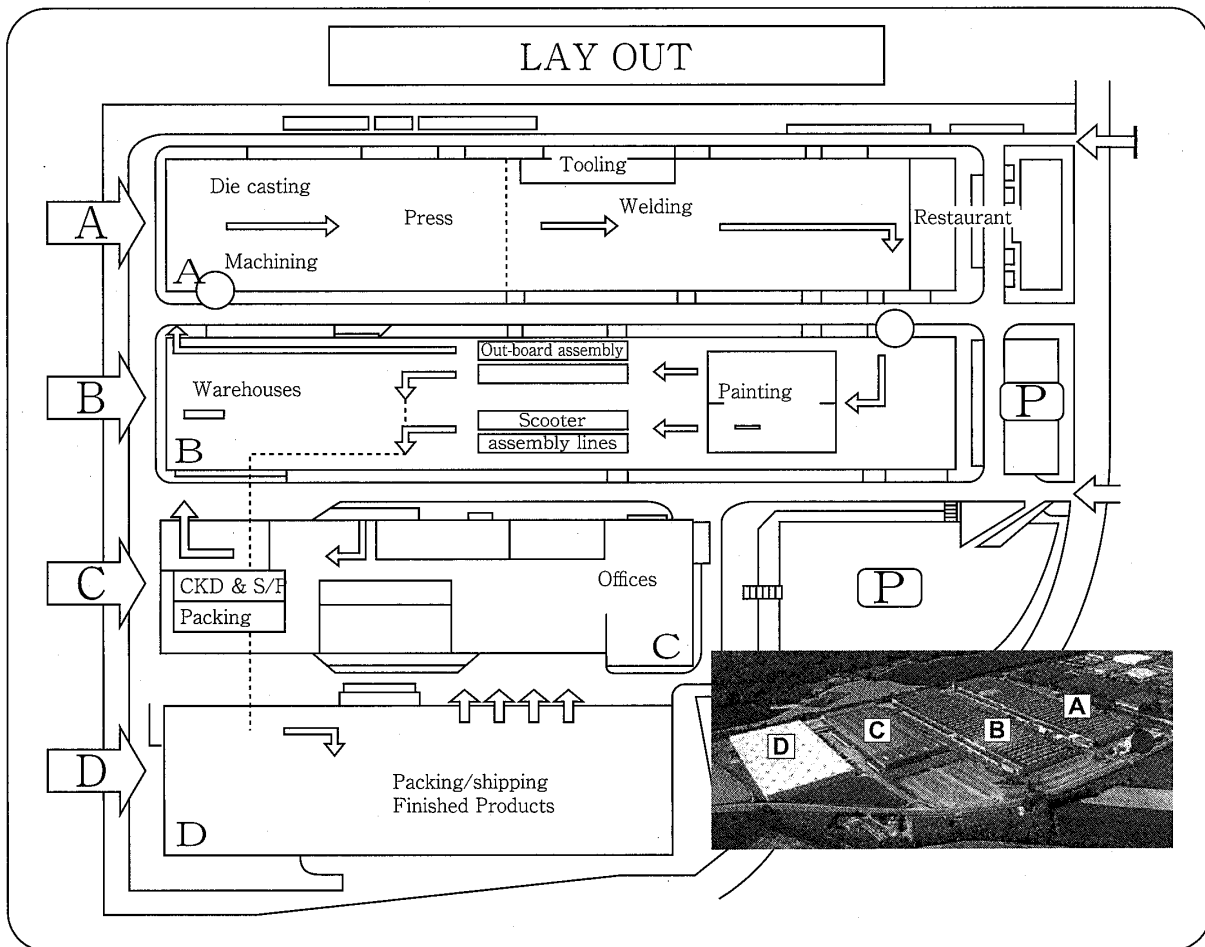 LAY OUT
Tooling
Die casting
Welding
Press
Restaurant
A
Machining
A
Out-board assembly
Warehouses
Painting
B
P
Scooter
assembly lines
B
CKD & S/P
Offices
C
P
Packing
C
A
B
C
D
D
Packing/shipping
Finished Products
D